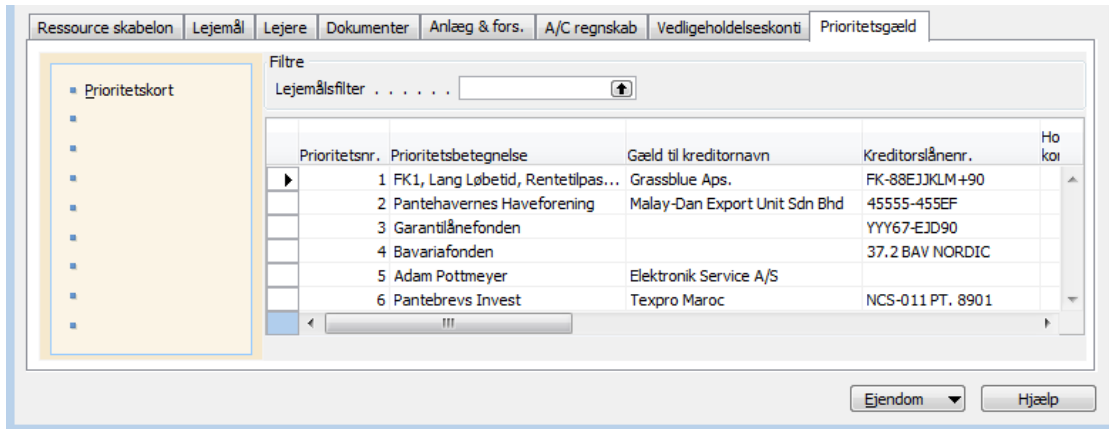 Ressource skabelon Lejemål Lejere Dokumenter Anlæg & fors. A/C regnskab Vedligeholdelseskonti Prioritetsgæld
Prioritetskort
Filtre
Lejemålsfilter . . . . . .
Ho
Prioritetsnr. Prioritetsbetegnelse Gæld til kreditornavn Kreditorslånenr. kon
1 FK1, Lang Løbetid, Rentetilpas... Grassblue Aps. FK-88EJJKLM+90
2 Pantehavernes Haveforening Malay-Dan Export Unit Sdn Bhd 45555-455EF
3 Garantilånefonden YYY67-EJD90
4 Bavariafonden 37.2 BAV NORDIC
5 Adam Pottmeyer Elektronik Service A/S
6 Pantebrevs Invest Texpro Maroc NCS-011 PT. 8901
Ejendom Hjælp